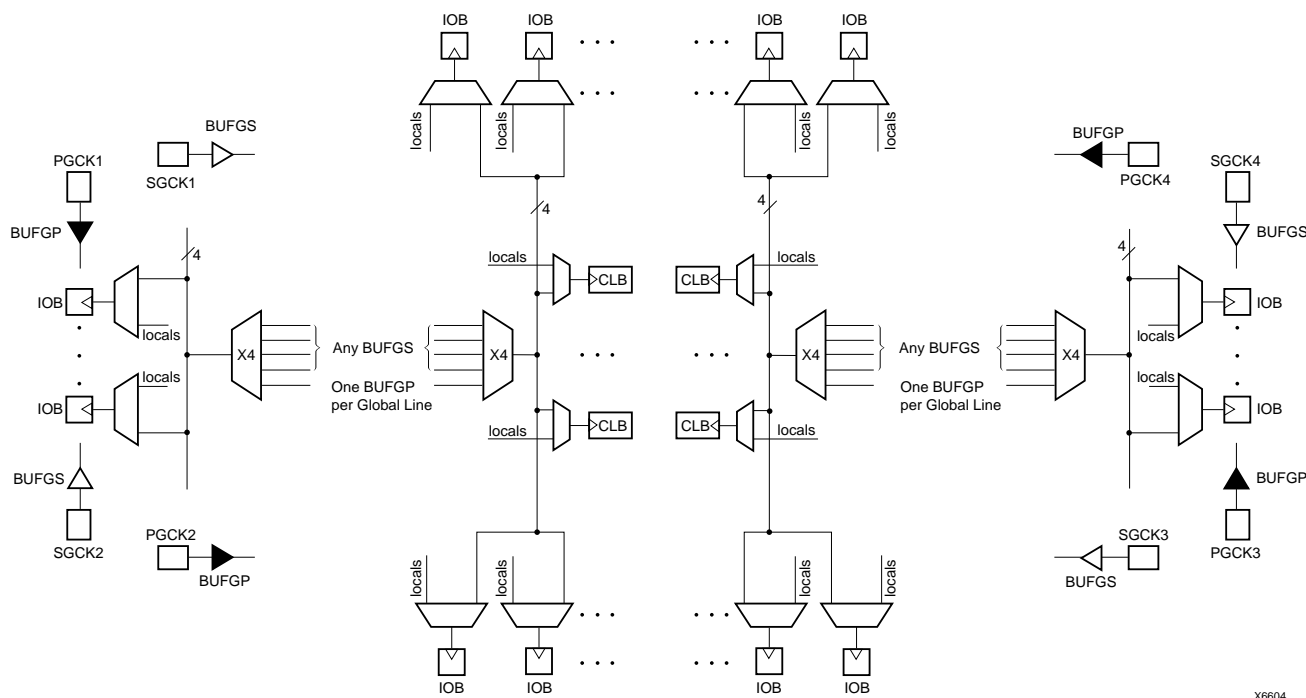 IOB IOB IOB IOB
locals locals locals locals
BUFGS
SGCK1
PGCK1
BUFGP
BUFGP
PGCK4
SGCK4
BUFGS
4 4 4 4
locals CLB CLB locals
IOB locals locals IOB
X4 Any BUFGS X4 X4 Any BUFGS X4
IOB locals One BUFGP One BUFGP locals IOB
per Global Line per Global Line
locals CLB CLB locals
BUFGS
SGCK2
PGCK2
BUFGP
SGCK3
BUFGS
BUFGP
PGCK3
locals locals locals locals
IOB IOB IOB IOB
X6604